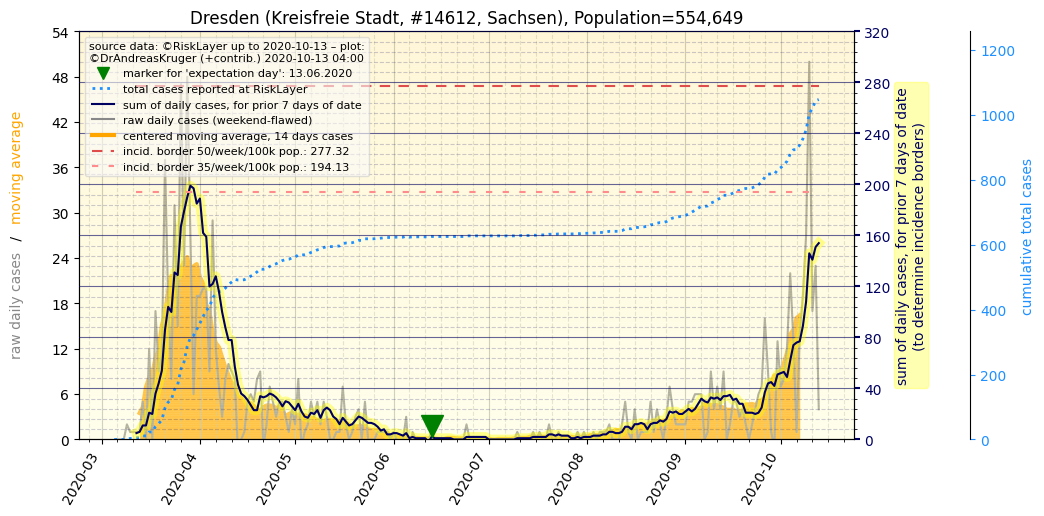 Dresden (Kreisfreie Stadt, #14612, Sachsen), Population=554,649
source data: ©RiskLayer up to 2020-10-13 – plot:
©DrAndreasKruger (+contrib.) 2020-10-13 04:00
marker for 'expectation day': 13.06.2020
total cases reported at RiskLayer
sum of daily cases, for prior 7 days of date
raw daily cases (weekend-flawed)
centered moving average, 14 days cases
incid. border 50/week/100k pop.: 277.32
incid. border 35/week/100k pop.: 194.13
raw daily cases / moving average
54
48
42
36
30
24
18
12
6
0
2020-03
2020-04
2020-05
2020-06
2020-07
2020-08
2020-09
2020-10
320
280
240
200
160
120
80
40
0
sum of daily cases, for prior 7 days of date
(to determine incidence borders)
1200
1000
800
600
400
200
0
cumulative total cases